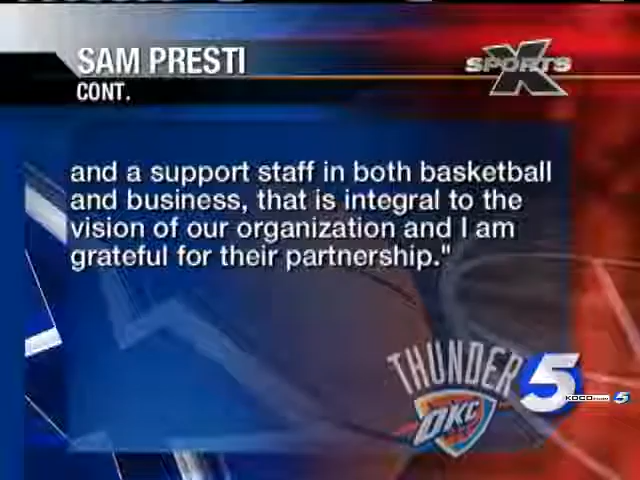 SAM PRESTI
CONT.
SPORTS
X
and a support staff in both basketball
and business, that is integral to the
vision of our organization and I am
grateful for their partnership."
THUNDER
OKC
5
KOCO.com 5